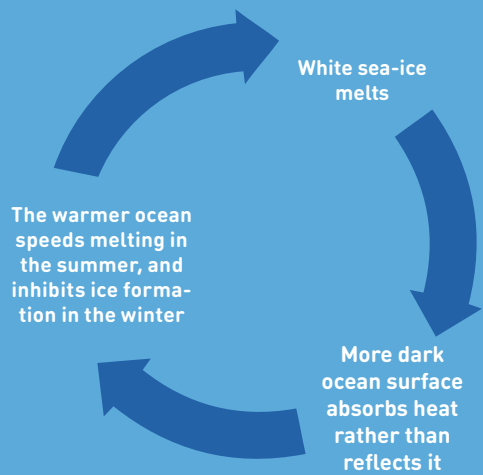 White sea-ice
melts
More dark
ocean surface
absorbs heat
rather than
reflects it
The warmer ocean
speeds melting in
the summer, and
inhibits ice forma-
tion in the winter